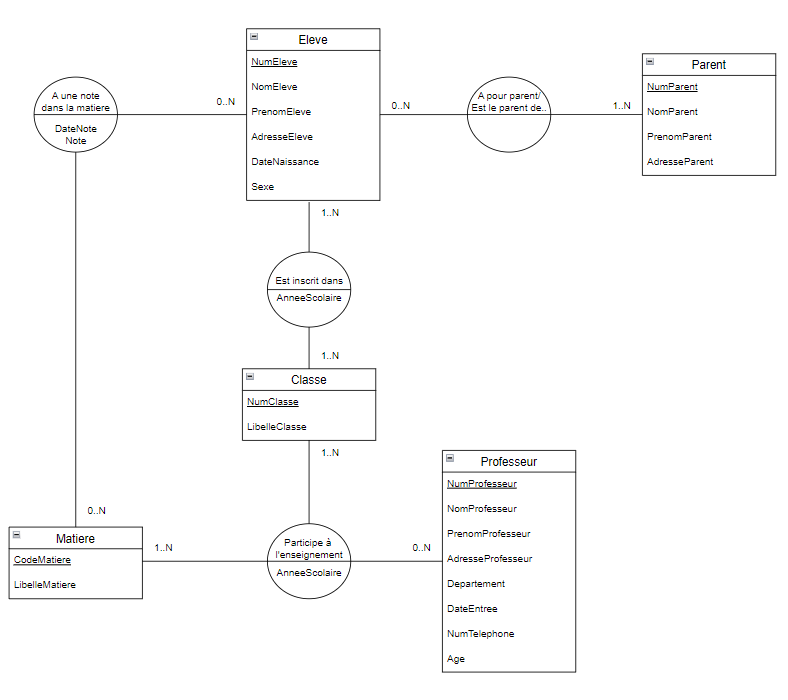 Eleve
NumEleve
NomEleve
PrenomEleve
AdresseEleve
DateNaissance
Sexe
A une note
dans la matiere
DateNote
Note
0..N
0..N
A pour parent/
Est le parent de..
1..N
Parent
NumParent
NomParent
PrenomParent
AdresseParent
1..N
Est inscrit dans
AnneeScolaire
1..N
Classe
NumClasse
LibelleClasse
1..N
Professeur
NumProfesseur
NomProfesseur
PrenomProfesseur
AdresseProfesseur
Departement
DateEntree
NumTelephone
Age
0..N
Matiere
CodeMatiere
LibelleMatiere
1..N
Participe à
l'enseignement
AnneeScolaire
0..N